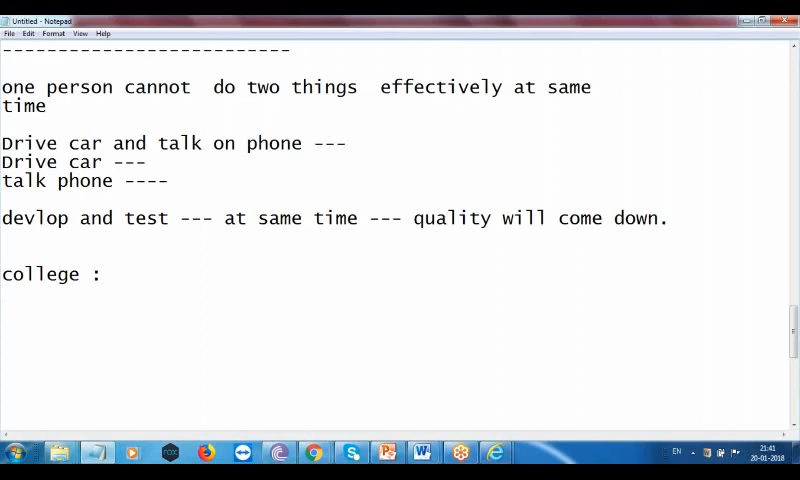 Untitled - Notepad
File Edit Format View Help
--------------------------
one person cannot  do two things  effectively at same
time
Drive car and talk on phone ---
Drive car ---
talk phone ----
devlop and test --- at same time --- quality will come down.
college :
EN
21:41
20-01-2018